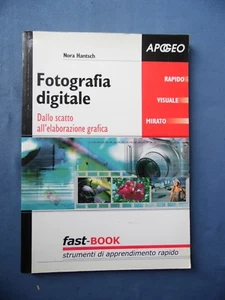 Nora Hantsch
APOGEO
Fotografia
digitale
Dallo scatto
all'elaborazione grafica
RAPIDO
VISUALE
MIRATO
fast-BOOK
strumenti di apprendimento rapido